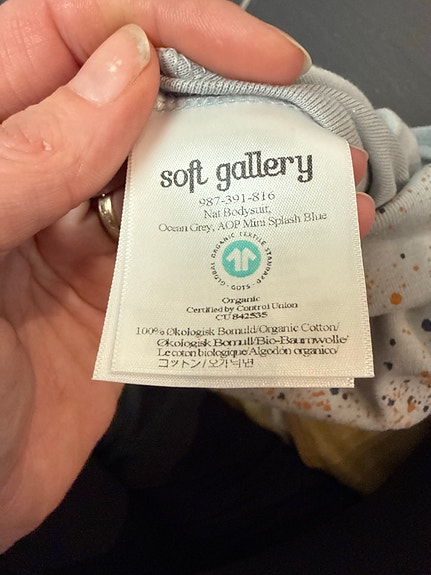 soft gallery
987-391-816
Nat Bodysuit,
Ocean Grey, AOP Mini Splash Blue
GLOBAL ORGANIC TEXTILE STANDARD · GOTS ·
Organic
Certified by Control Union
CU 842535
100% Økologisk Bomuld/Organic Cotton/
Økologisk Bomull/Bio-Baumwolle/
Le coton biologique/Algodón organico/
コットン/오가닉면